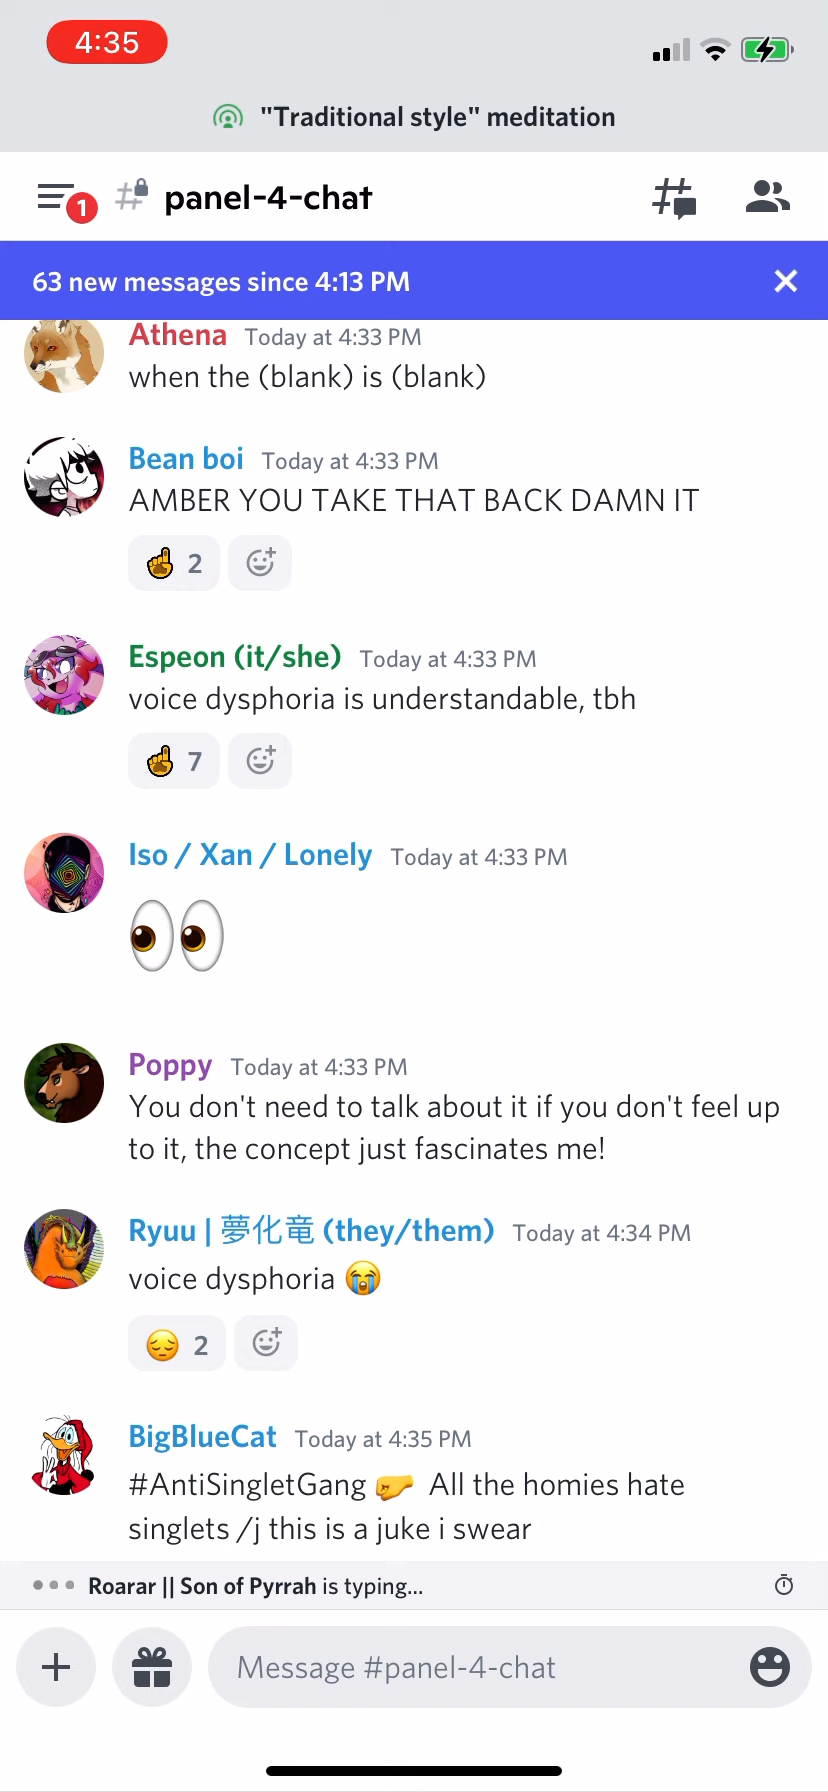 4:35
"Traditional style" meditation
1
panel-4-chat
63 new messages since 4:13 PM
Athena Today at 4:33 PM
when the (blank) is (blank)
Bean boi Today at 4:33 PM
AMBER YOU TAKE THAT BACK DAMN IT
2
Espeon (it/she) Today at 4:33 PM
voice dysphoria is understandable, tbh
7
Iso / Xan / Lonely Today at 4:33 PM
Poppy Today at 4:33 PM
You don't need to talk about it if you don't feel up
to it, the concept just fascinates me!
Ryuu | 夢化竜 (they/them) Today at 4:34 PM
voice dysphoria 😭
2
BigBlueCat Today at 4:35 PM
#AntiSingletGang 🤛 All the homies hate
singlets /j this is a juke i swear
Roarar || Son of Pyrrah is typing...
Message #panel-4-chat